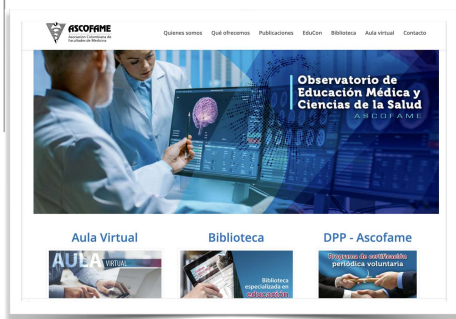 ASCOFAME
Asociación Colombiana de
Facultades de Medicina
Quienes somos Qué ofrecemos Publicaciones EduCon Biblioteca Aula virtual Contacto
Observatorio de
Educación Médica y
Ciencias de la Salud
ASCOFAME
Aula Virtual
Biblioteca
DPP - Ascofame
AULA VIRTUAL
Biblioteca
especializada en
educación
Programa de certificación
periódica voluntaria